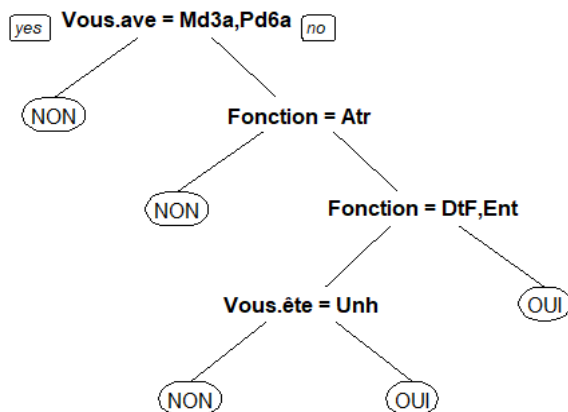 yes Vous.ave = Md3a,Pd6a no
NON
Fonction = Atr
NON
Fonction = DtF,Ent
Vous.ête = Unh
OUI
NON
OUI